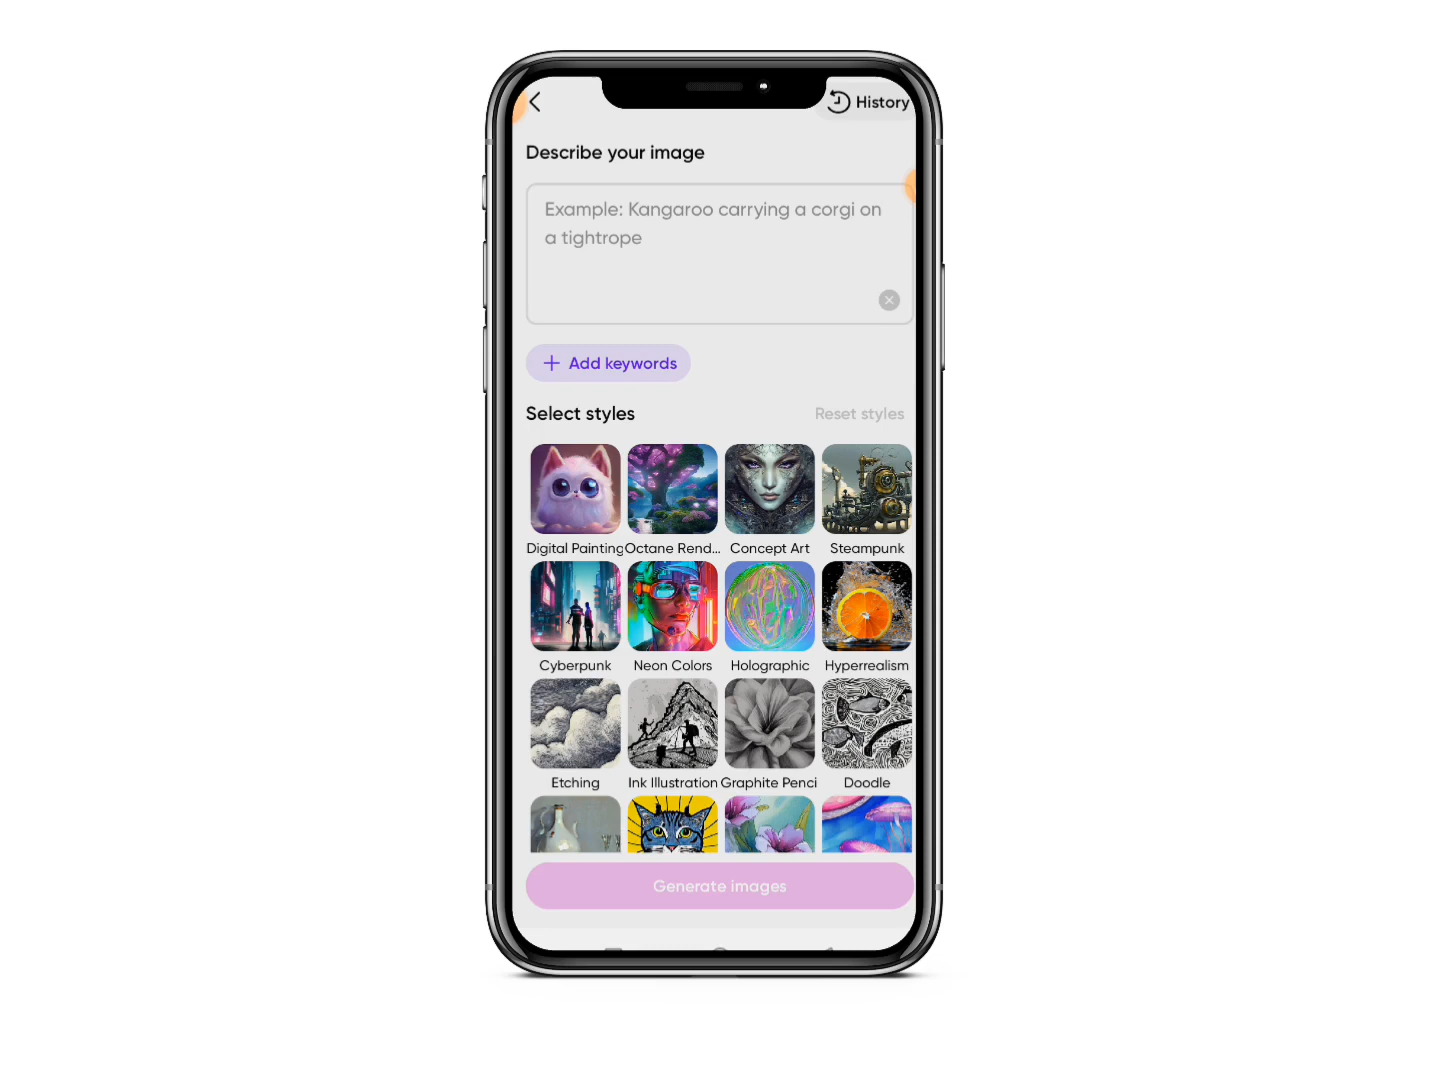 History
Describe your image
Example: Kangaroo carrying a corgi on
a tightrope
Add keywords
Select styles
Reset styles
Digital Painting
Octane Rend...
Concept Art
Steampunk
Cyberpunk
Neon Colors
Holographic
Hyperrealism
Etching
Ink Illustration
Graphite Penci
Doodle
Generate images